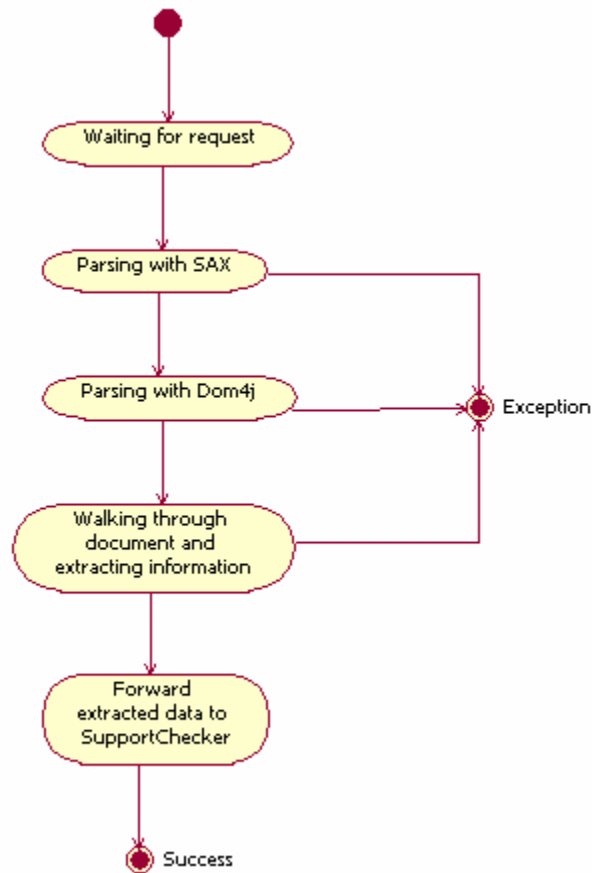 Waiting for request
Parsing with SAX
Parsing with Dom4j
Exception
Walking through
document and
extracting information
Forward
extracted data to
SupportChecker
Success